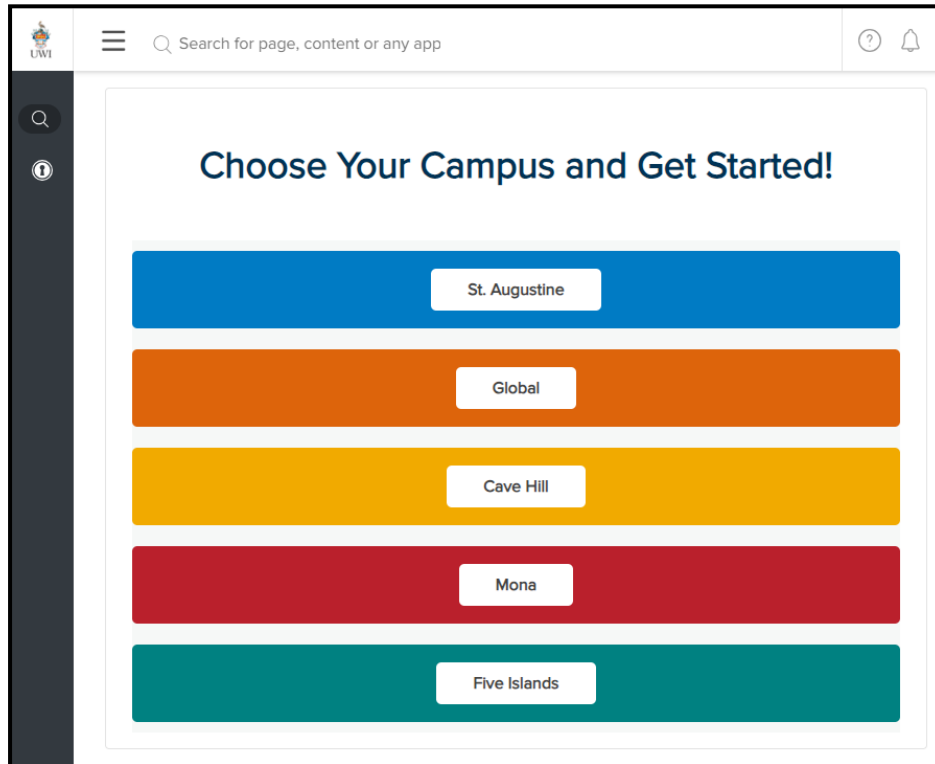 UWI
Search for page, content or any app
Choose Your Campus and Get Started!
St. Augustine
Global
Cave Hill
Mona
Five Islands